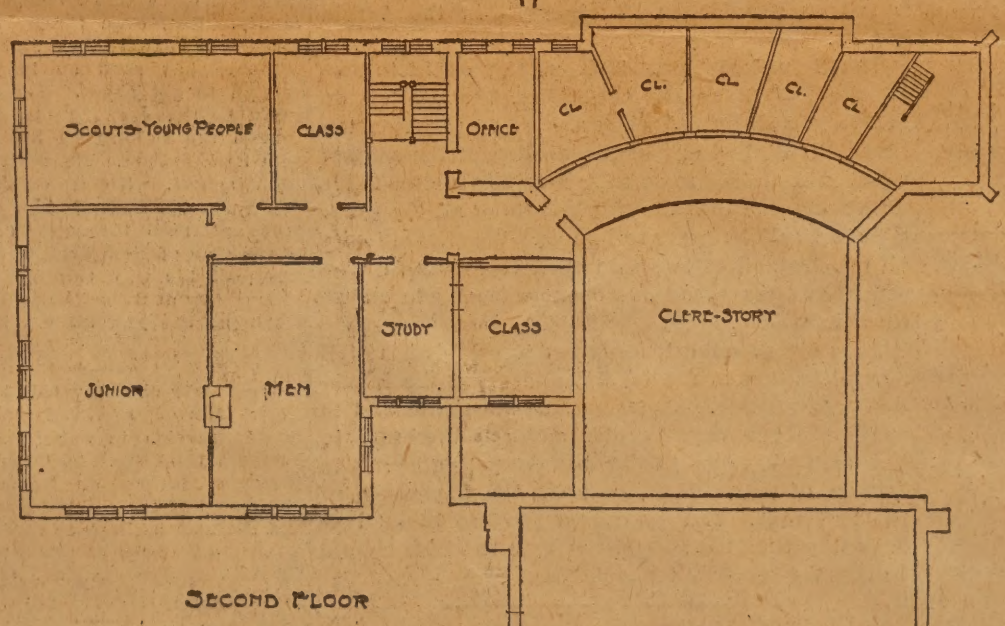 SCOUTS-YOUNG PEOPLE
CLASS
OFFICE
CL
CL.
CL
CL.
CL
STUDY
CLASS
CLERE-STORY
JUNIOR
MEN
SECOND FLOOR